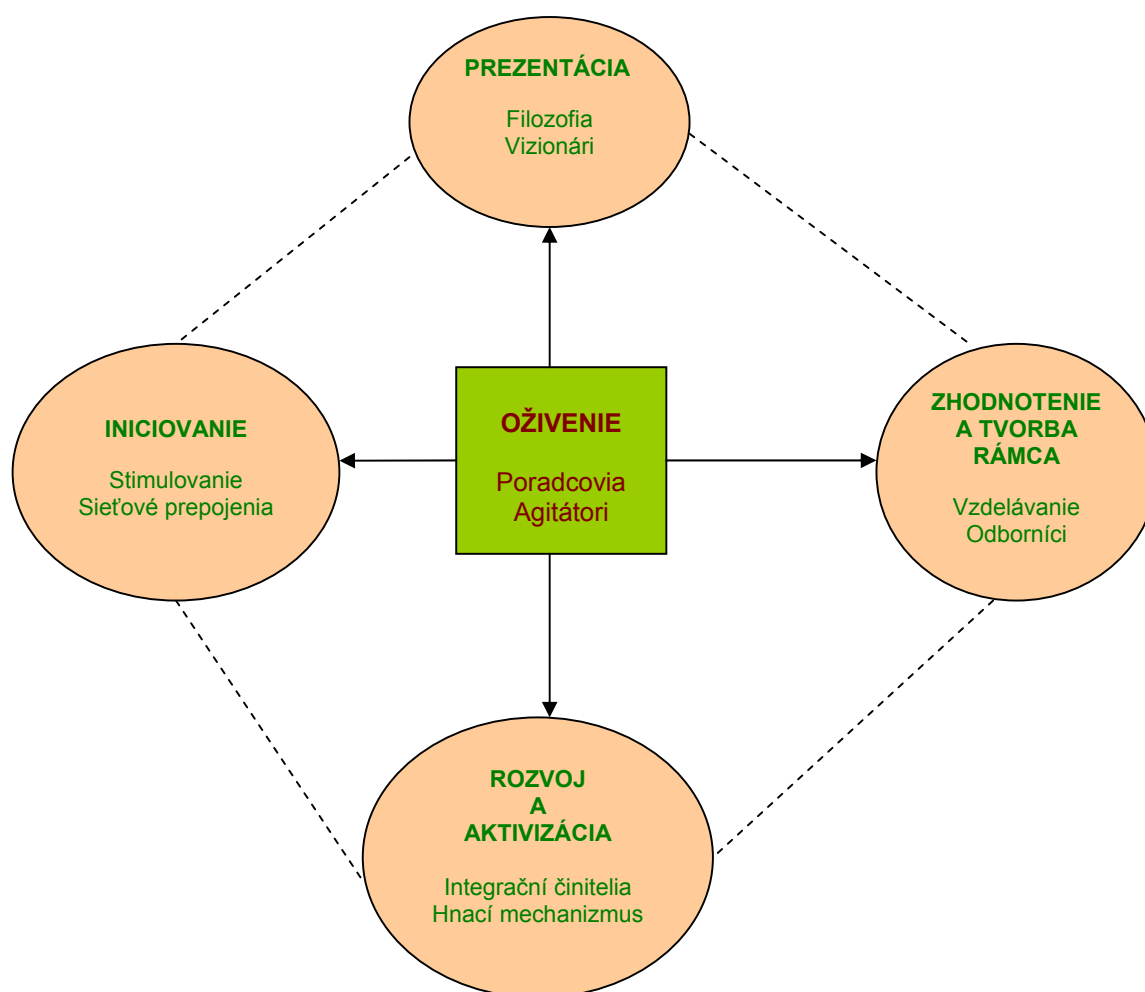 PREZENTÁCIA
Filozofia
Vizionári
INICIOVANIE
Stimulovanie
Sieťové prepojenia
OŽIVENIE
Poradcovia
Agitátori
ZHODNOTENIE
A TVORBA
RÁMCA
Vzdelávanie
Odborníci
ROZVOJ
A
AKTIVIZÁCIA
Integrační činitelia
Hnací mechanizmus